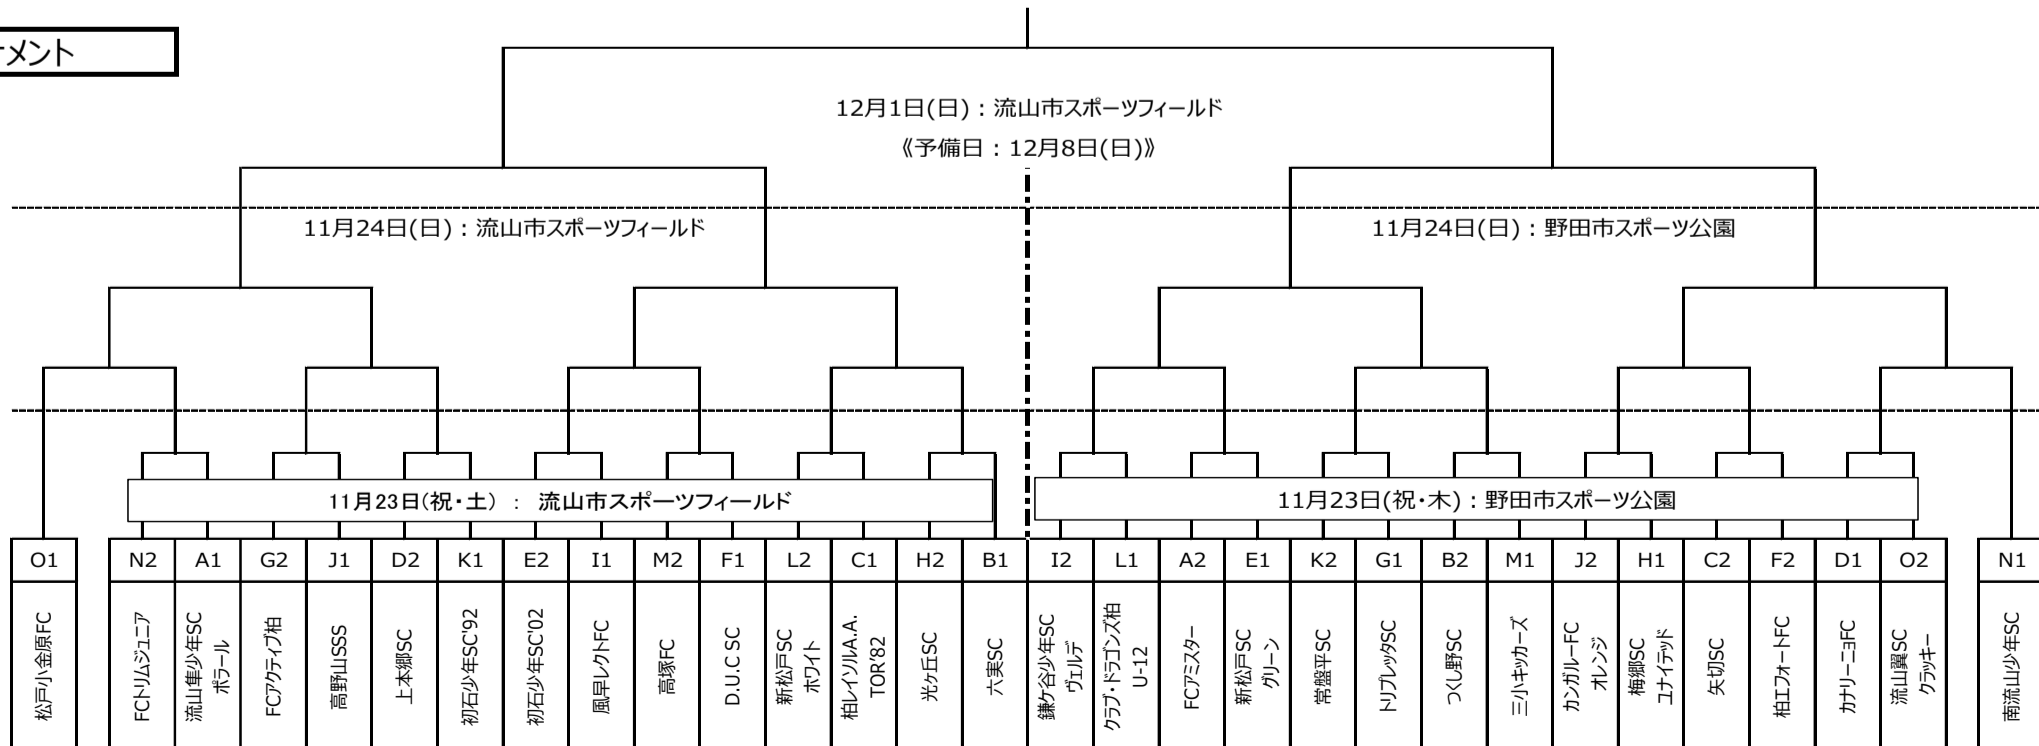 ナメント
12月1日(日)：流山市スポーツフィールド
《予備日：12月8日(日)》
11月24日(日)：流山市スポーツフィールド
11月24日(日)：野田市スポーツ公園
11月23日(祝・土)　：　流山市スポーツフィールド
11月23日(祝・木)：野田市スポーツ公園
O1
N2
A1
G2
J1
D2
K1
E2
I1
M2
F1
L2
C1
H2
B1
I2
L1
A2
E1
K2
G1
B2
M1
J2
H1
C2
F2
D1
O2
N1
松戸小金原FC
FCトリムジュニア
流山隼少年SC
ポラール
FCアクティブ柏
高野山SSS
上本郷SC
初石少年SC'92
初石少年SC'02
風早レクトFC
高塚FC
D.U.C SC
新松戸SC
ホワイト
柏レイソルA.A.
TOR'82
光ヶ丘SC
六実SC
鎌ケ谷少年SC
ヴェルデ
クラブ・ドラゴンズ柏
U-12
FCアミスター
新松戸SC
グリーン
常盤平SC
トリプレッタSC
つくし野SC
三小キッカーズ
カンガルーFC
オレンジ
梅郷SC
ユナイテッド
矢切SC
柏エフォートFC
カナリーニョFC
流山翼SC
クラッキー
南流山少年SC